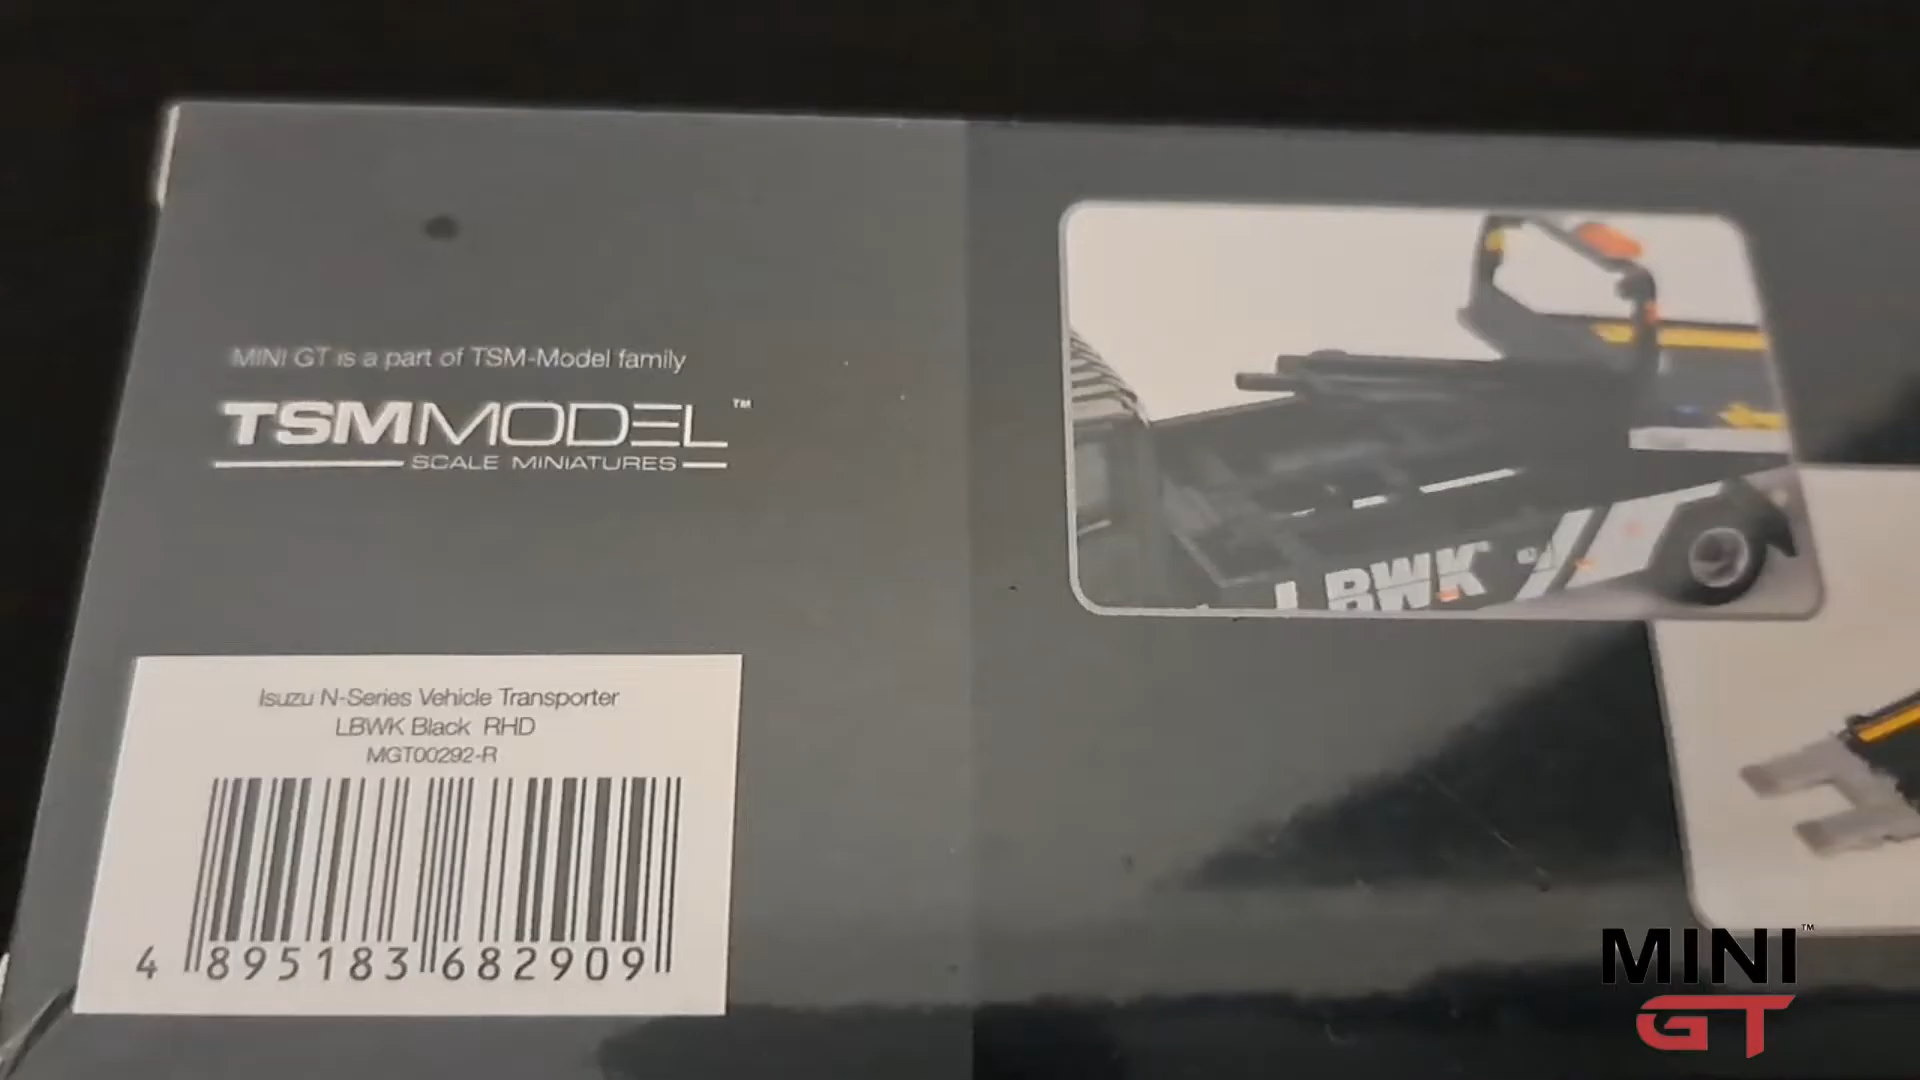 MINI GT is a part of TSM-Model family
TSMMODEL™
SCALE MINIATURES
LBWK
Isuzu N-Series Vehicle Transporter
LBWK Black RHD
MGT00292-R
4 895183 682909
MINI™
GT